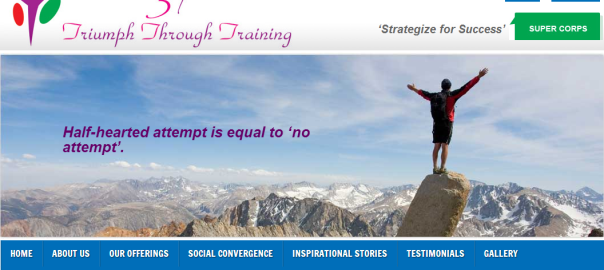 Triumph Through Training
'Strategize for Success'
SUPER CORPS
Half-hearted attempt is equal to 'no
attempt'.
HOME ABOUT US OUR OFFERINGS SOCIAL CONVERGENCE INSPIRATIONAL STORIES TESTIMONIALS GALLERY